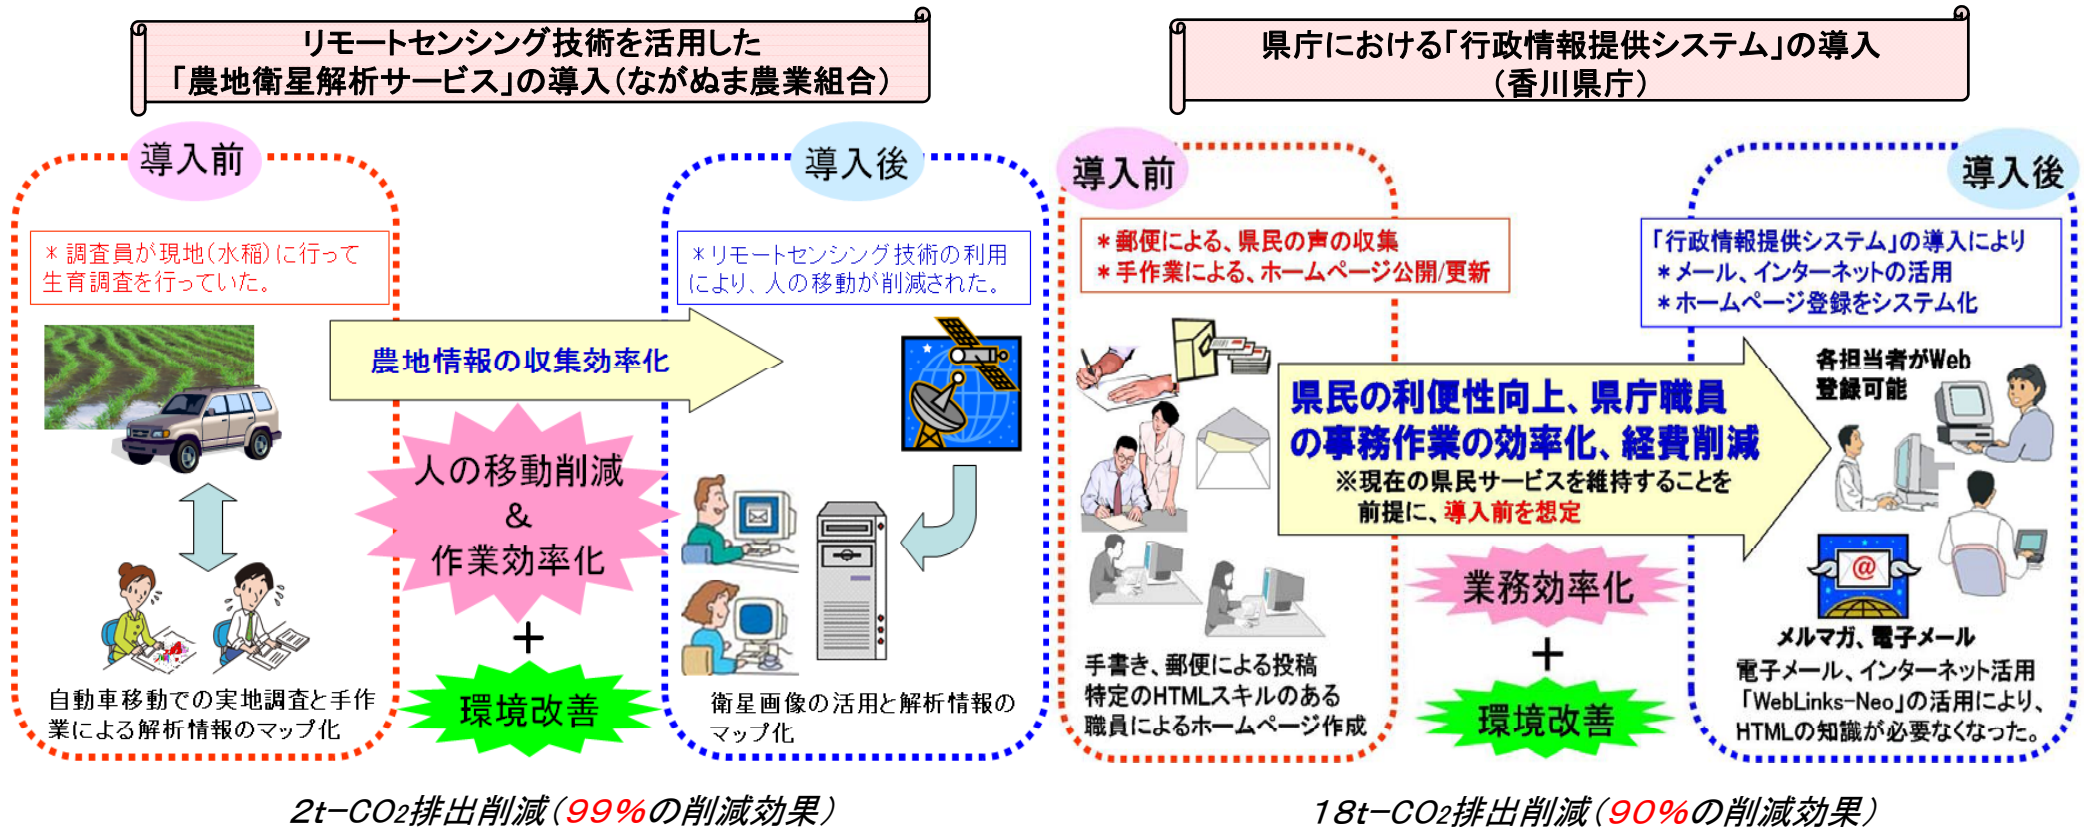 リモートセンシング技術を活用した
「農地衛星解析サービス」の導入（ながぬま農業組合）
導入前
＊調査員が現地（水稲）に行って
生育調査を行っていた。
自動車移動での実地調査と手作
業による解析情報のマップ化
農地情報の収集効率化
人の移動削減
＆
作業効率化
＋
環境改善
導入後
＊リモートセンシング技術の利用
により、人の移動が削減された。
衛星画像の活用と解析情報の
マップ化
2t－CO2排出削減（99％の削減効果）
県庁における「行政情報提供システム」の導入
（香川県庁）
導入前
＊郵便による、県民の声の収集
＊手作業による、ホームページ公開/更新
手書き、郵便による投稿
特定のHTMLスキルのある
職員によるホームページ作成
県民の利便性向上、県庁職員
の事務作業の効率化、経費削減
※現在の県民サービスを維持することを
前提に、導入前を想定
業務効率化
＋
環境改善
導入後
「行政情報提供システム」の導入により
＊メール、インターネットの活用
＊ホームページ登録をシステム化
各担当者がWeb
登録可能
@
メルマガ、電子メール
電子メール、インターネット活用
「WebLinks-Neo」の活用により、
HTMLの知識が必要なくなった。
18t－CO2排出削減（90％の削減効果）